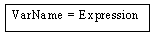 VarName = Expression